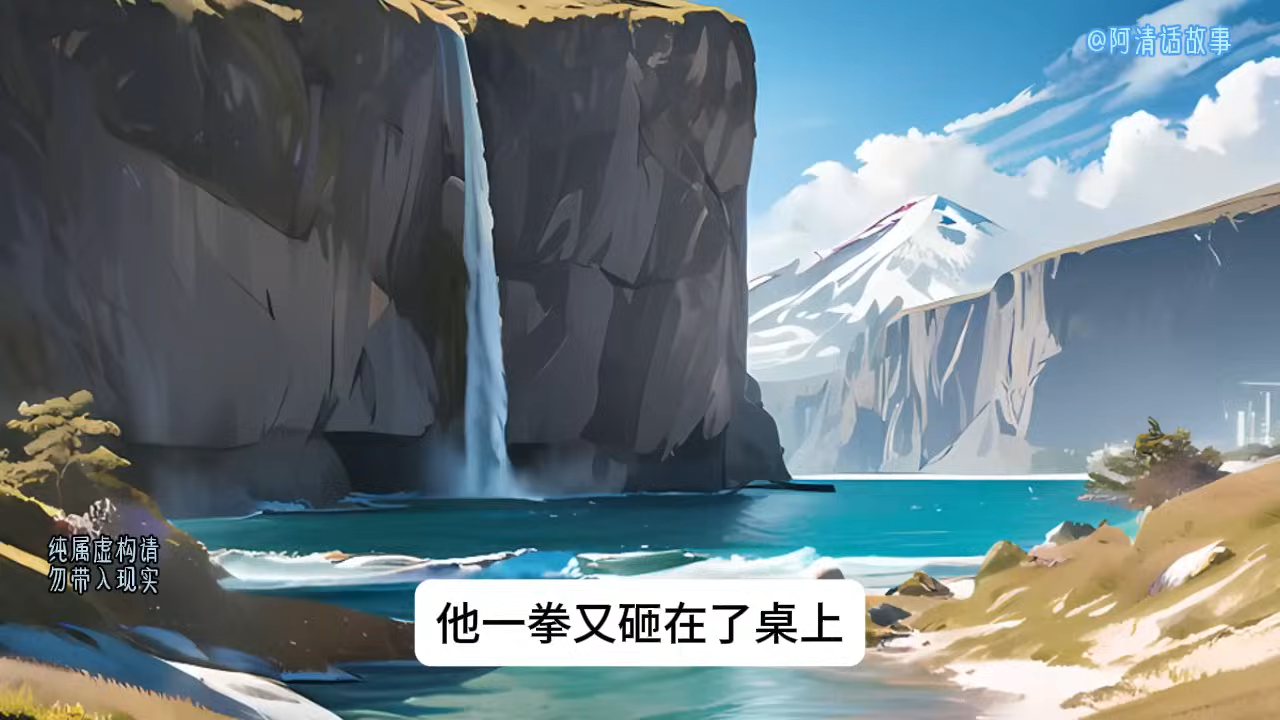 @阿清话故事
纯属虚构请
勿带入现实
他一拳又砸在了桌上